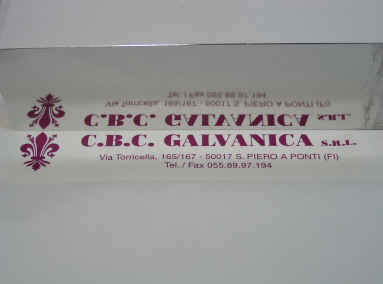 C.B.C. GALVANICA S.R.L.
Via Torricella, 165/167 - 50017 S. PIERO A PONTI (FI)
Tel./ Fax 055.89.97.194